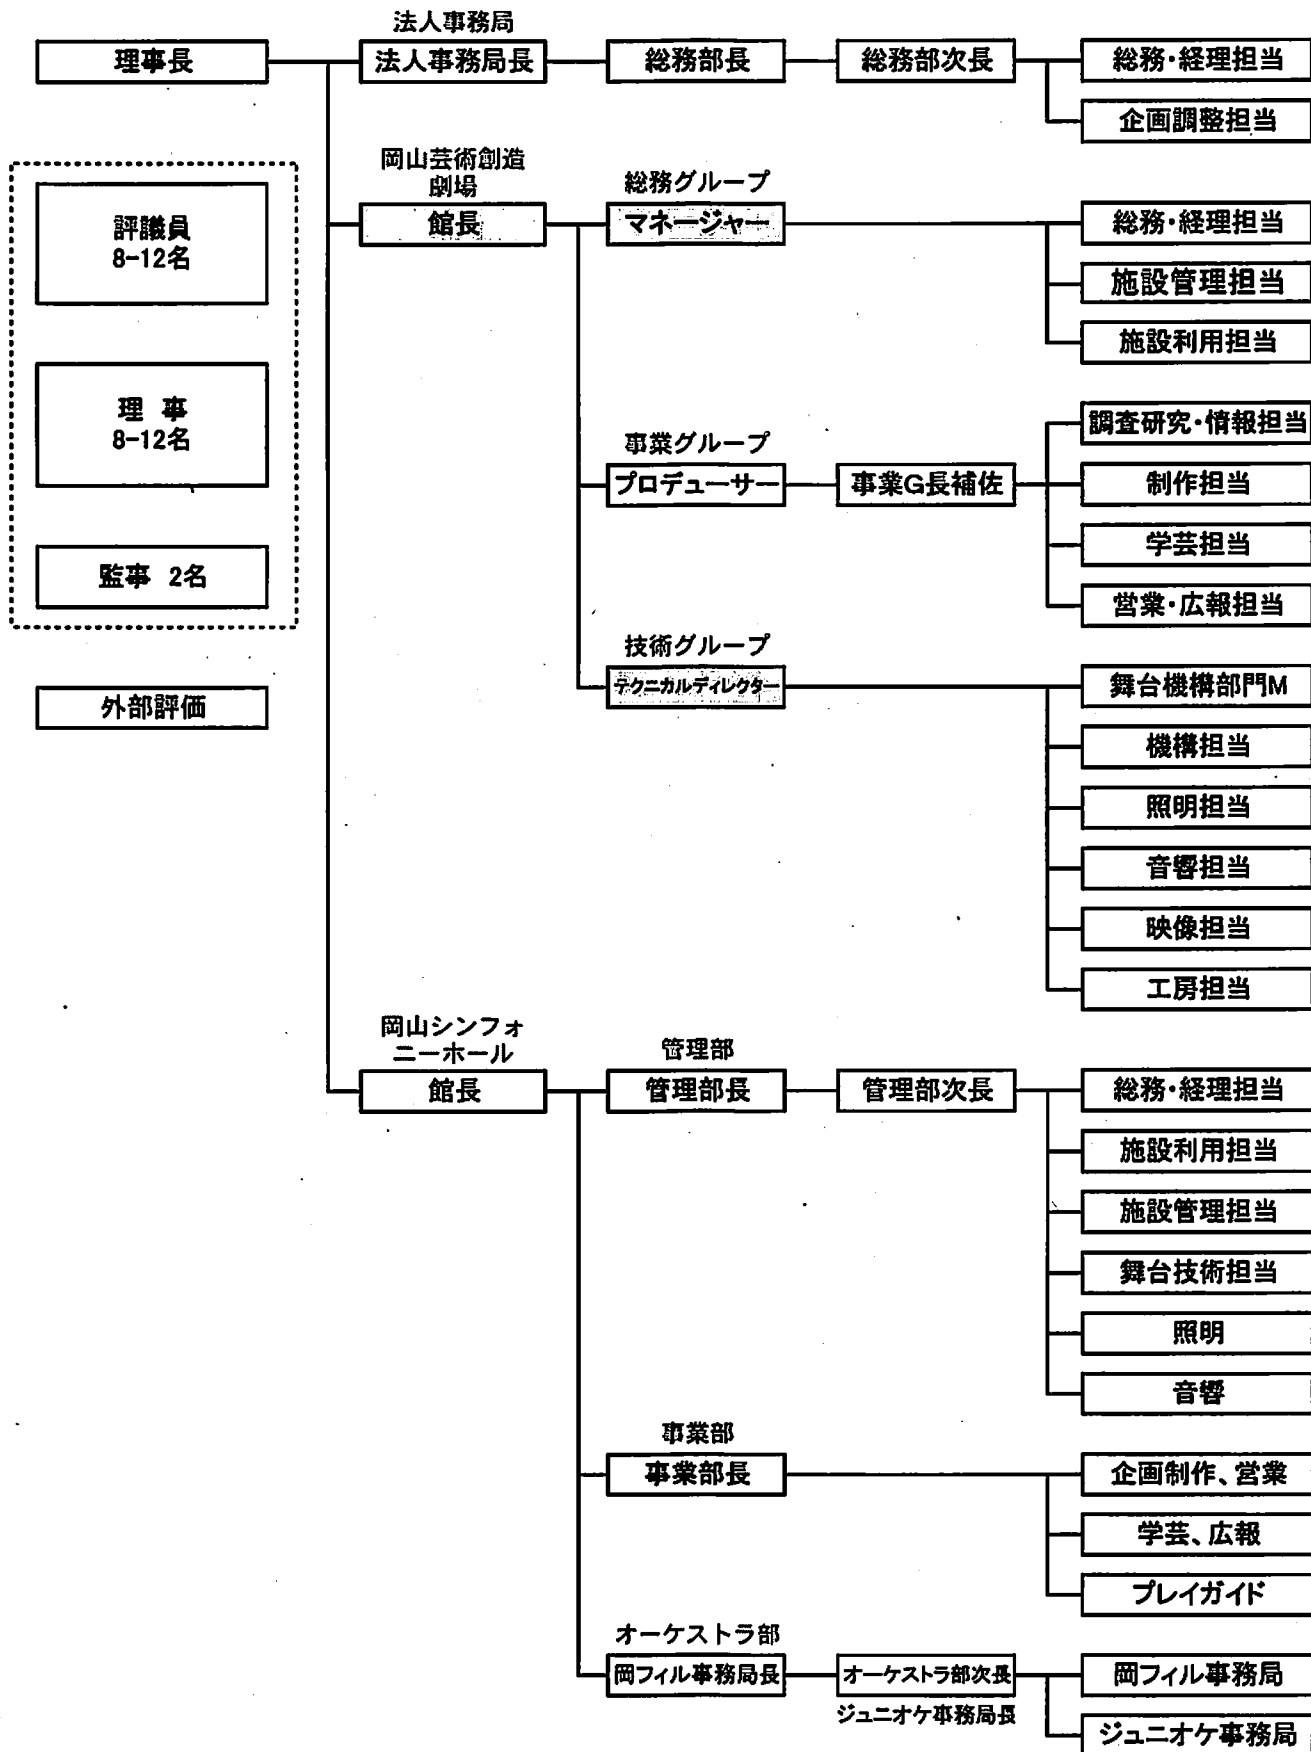 法人事務局
理事長
法人事務局長
総務部長
総務部次長
総務・経理担当
企画調整担当
評議員
8-12名
理 事
8-12名
監事 2名
外部評価
岡山芸術創造
劇場
館長
総務グループ
マネージャー
総務・経理担当
施設管理担当
施設利用担当
事業グループ
プロデューサー
事業G長補佐
調査研究・情報担当
制作担当
学芸担当
営業・広報担当
技術グループ
テクニカルディレクター
舞台機構部門M
機構担当
照明担当
音響担当
映像担当
工房担当
岡山シンフォ
ニーホール
館長
管理部
管理部長
管理部次長
総務・経理担当
施設利用担当
施設管理担当
舞台技術担当
照明
音響
事業部
事業部長
企画制作、営業
学芸、広報
プレイガイド
オーケストラ部
岡フィル事務局長
オーケストラ部次長
ジュニオケ事務局長
岡フィル事務局
ジュニオケ事務局